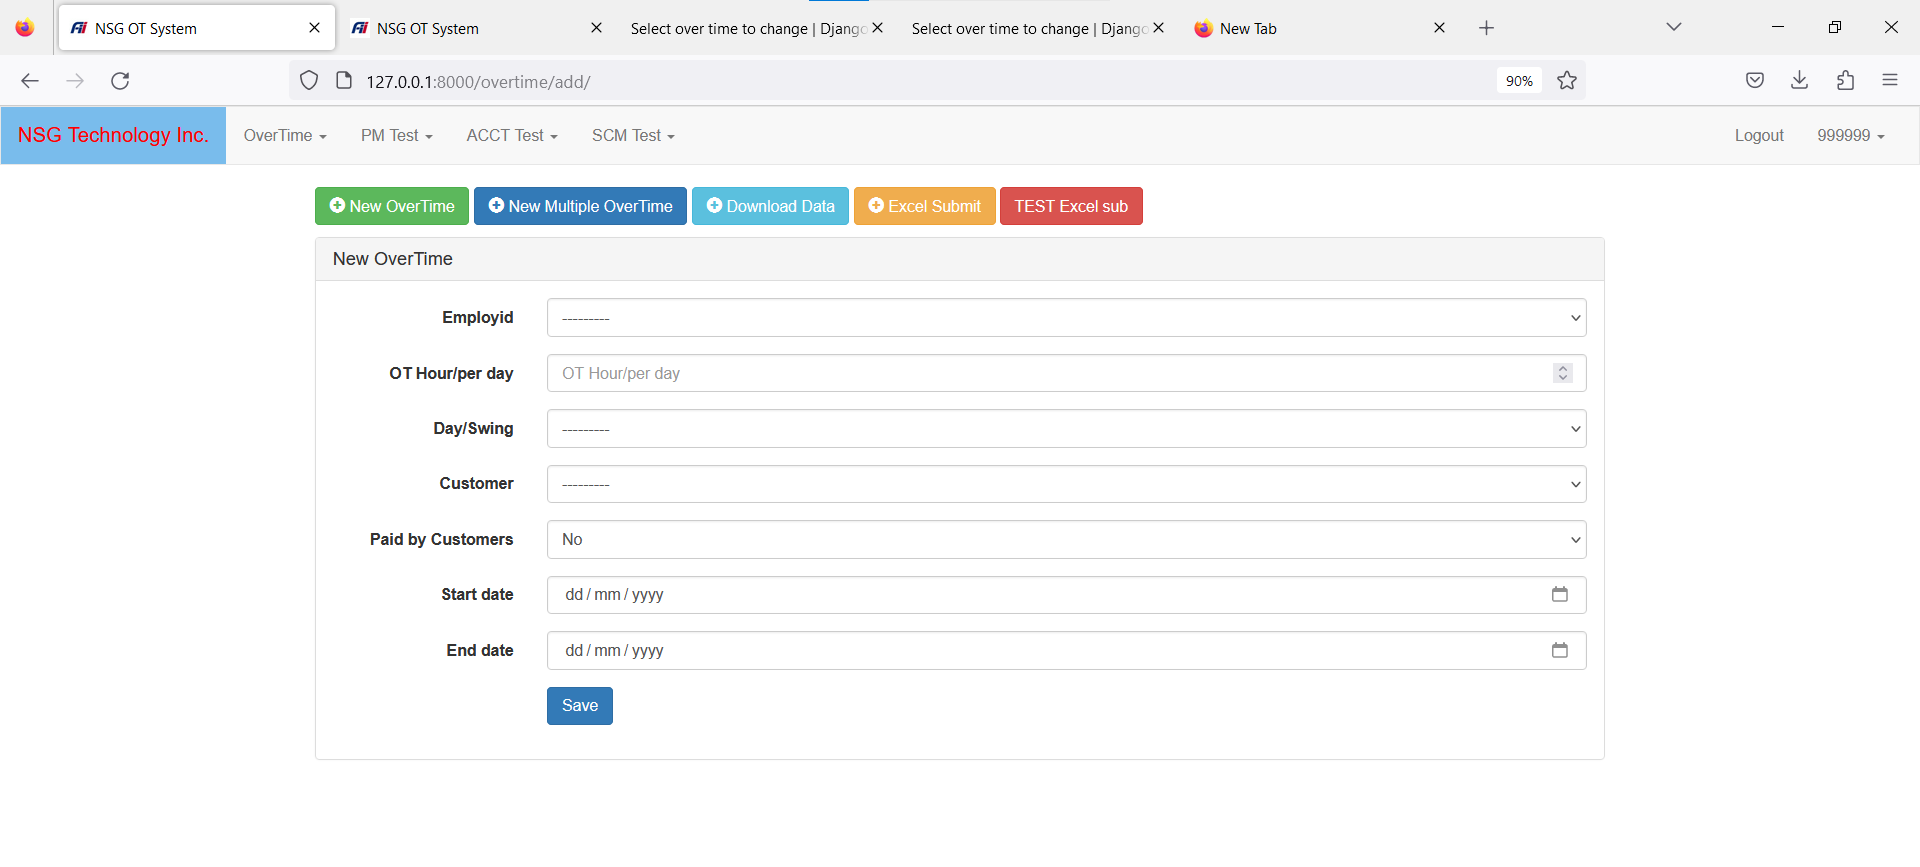 NSG OT System
NSG OT System
Select over time to change | Django
Select over time to change | Django
New Tab
127.0.0.1:8000/overtime/add/
90%
NSG Technology Inc.
OverTime
PM Test
ACCT Test
SCM Test
Logout
999999
New OverTime
New Multiple OverTime
Download Data
Excel Submit
TEST Excel sub
New OverTime
Employid
---------
OT Hour/per day
OT Hour/per day
Day/Swing
---------
Customer
---------
Paid by Customers
No
Start date
dd / mm / yyyy
End date
dd / mm / yyyy
Save